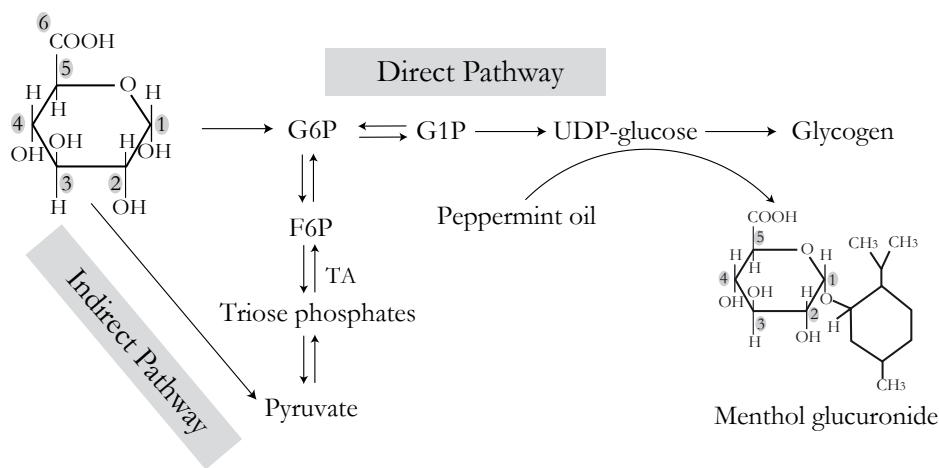 6
COOH
5
H
O
H
H
4
OH
OH
H
1
OH
3
2
H
OH
Direct Pathway
G6P
G1P
UDP-glucose
Glycogen
Peppermint oil
F6P
TA
Triose phosphates
Pyruvate
Indirect Pathway
COOH
5
H
O
H
H
4
OH
OH
H
1
O
3
2
H
OH
H
CH3
CH3
CH3
Menthol glucuronide